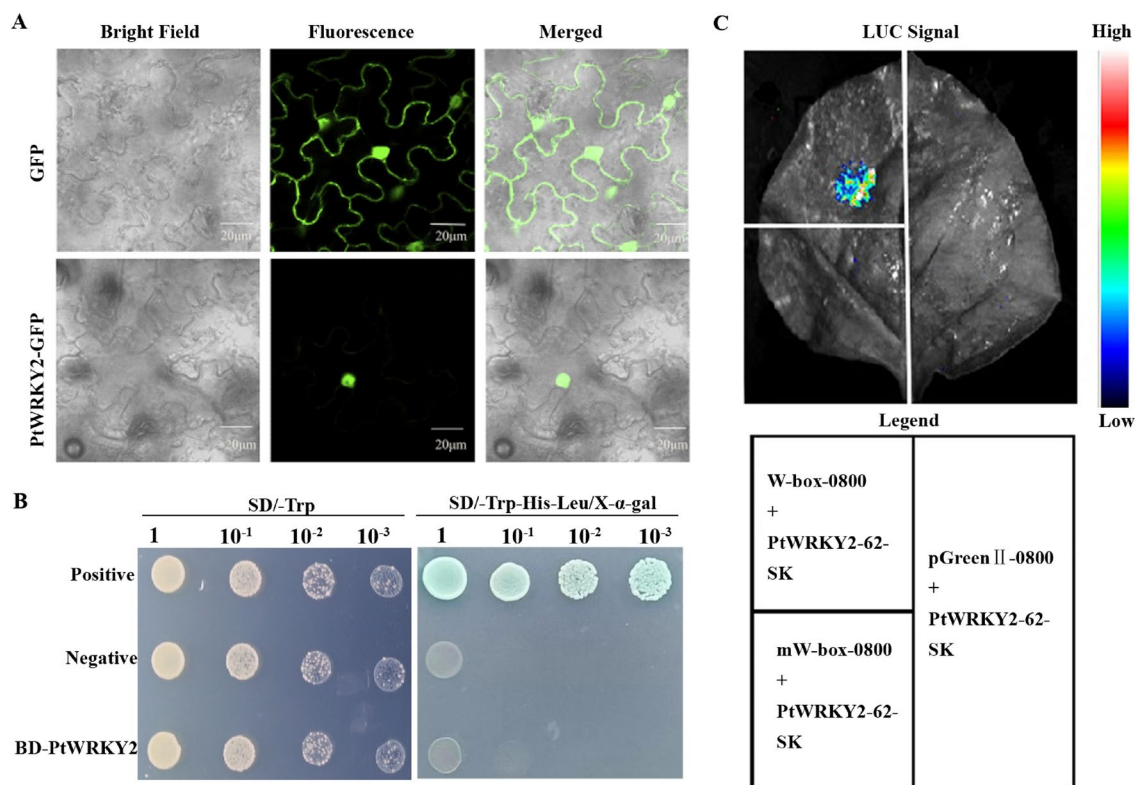 A
Bright Field
Fluorescence
Merged
GFP
20μm
20μm
20μm
PtWRKY2-GFP
20μm
20μm
20μm
B
SD/-Trp
SD/-Trp-His-Leu/X-α-gal
1 10⁻¹ 10⁻² 10⁻³
1 10⁻¹ 10⁻² 10⁻³
Positive
Negative
BD-PtWRKY2
C
LUC Signal
High
Low
Legend
W-box-0800
+
PtWRKY2-62-
SK
mW-box-0800
+
PtWRKY2-62-
SK
pGreenⅡ-0800
+
PtWRKY2-62-
SK